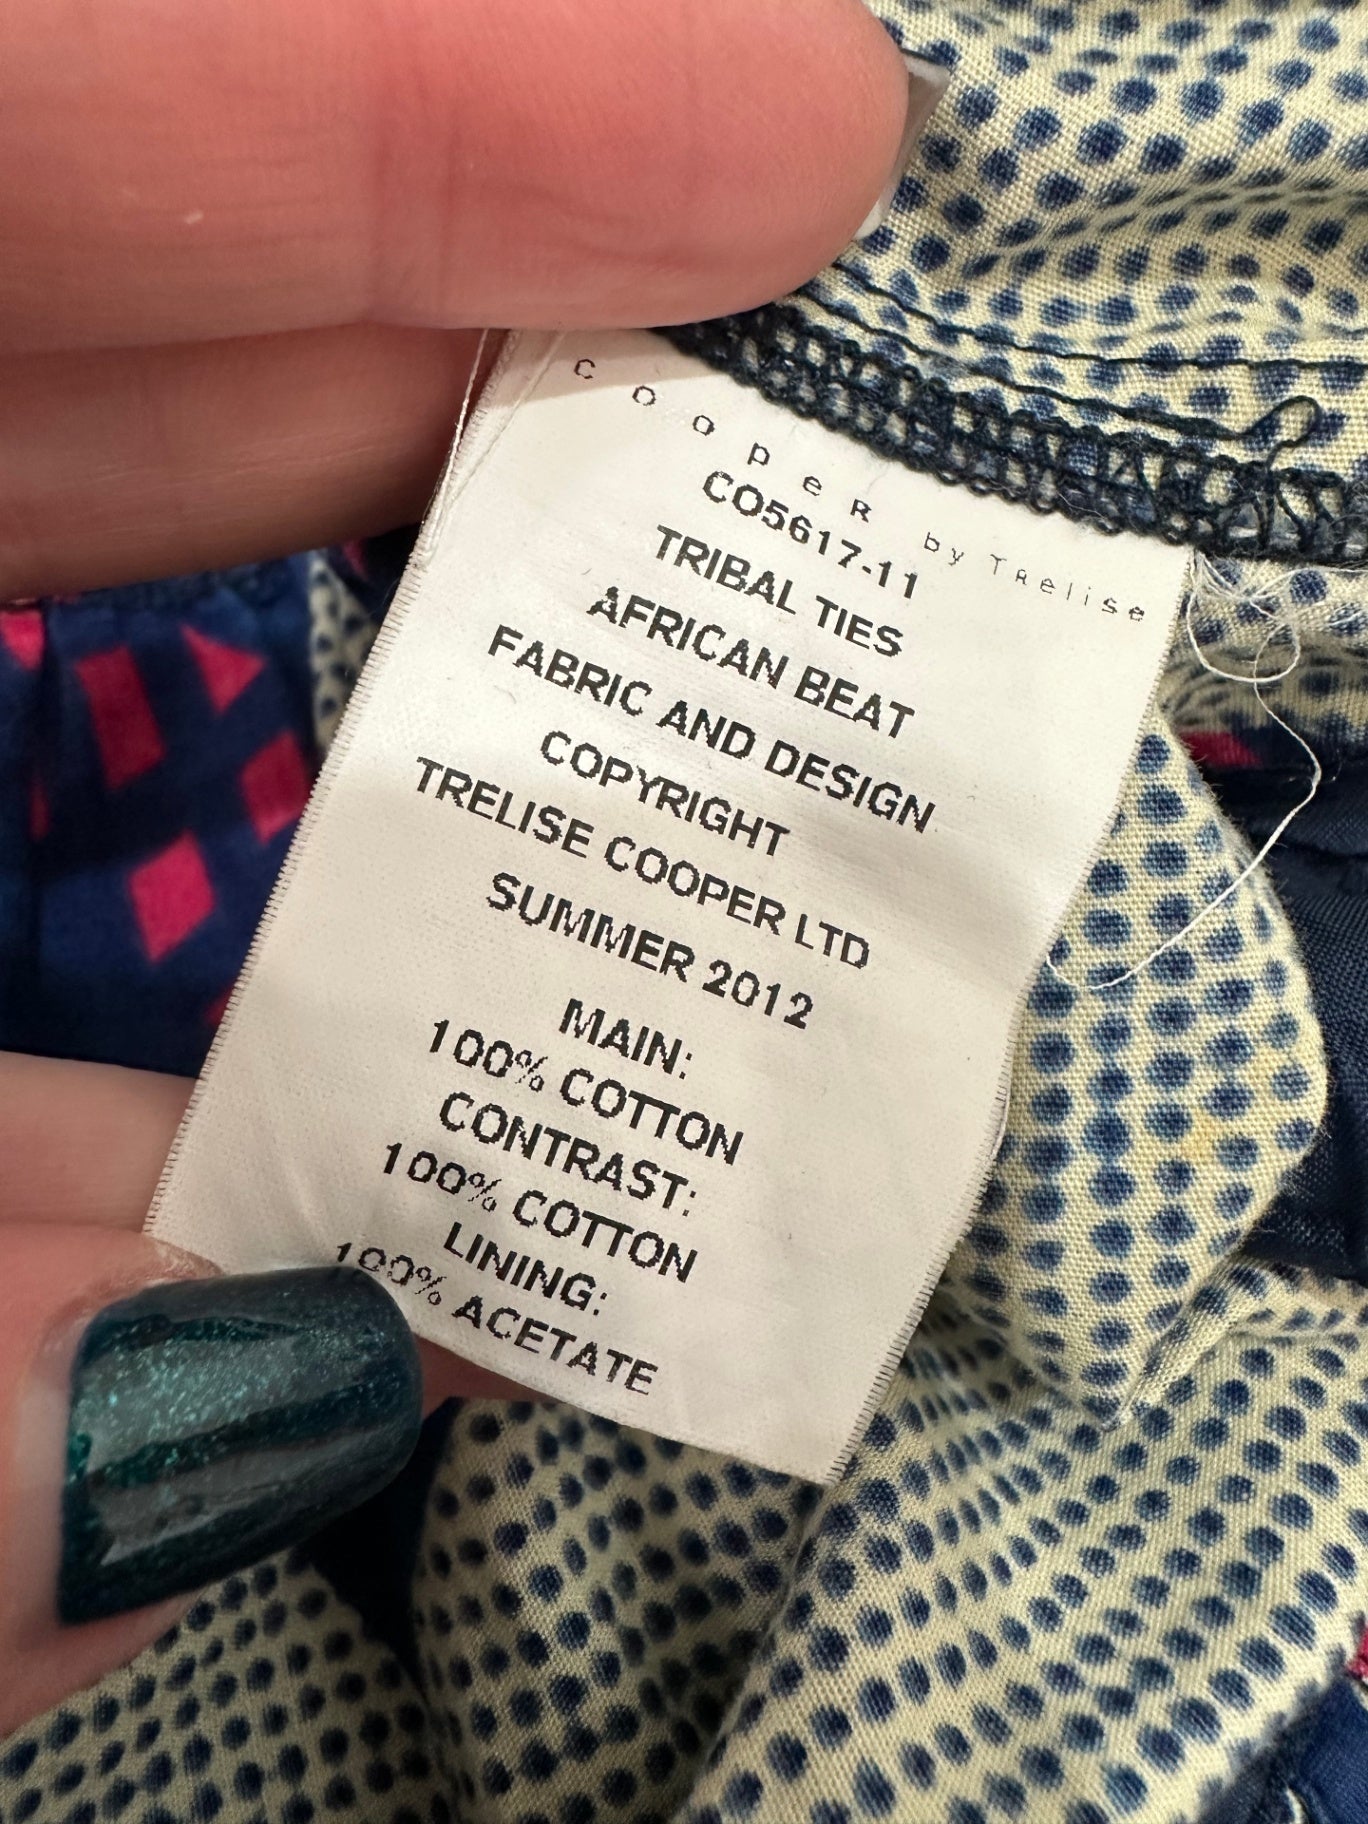 COopeR by TRelise
CO5617-11
TRIBAL TIES
AFRICAN BEAT
FABRIC AND DESIGN
COPYRIGHT
TRELISE COOPER LTD
SUMMER 2012
MAIN:
100% COTTON
CONTRAST:
100% COTTON
LINING:
100% ACETATE